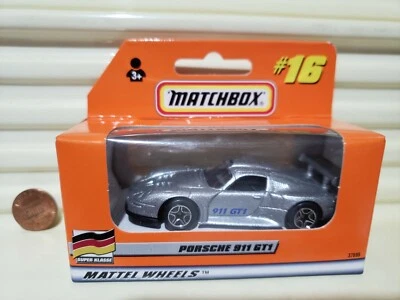 #16
3+
MATCHBOX
911 GT1
PORSCHE 911 GT1
SUPER KLASSE
MATTEL WHEELS™